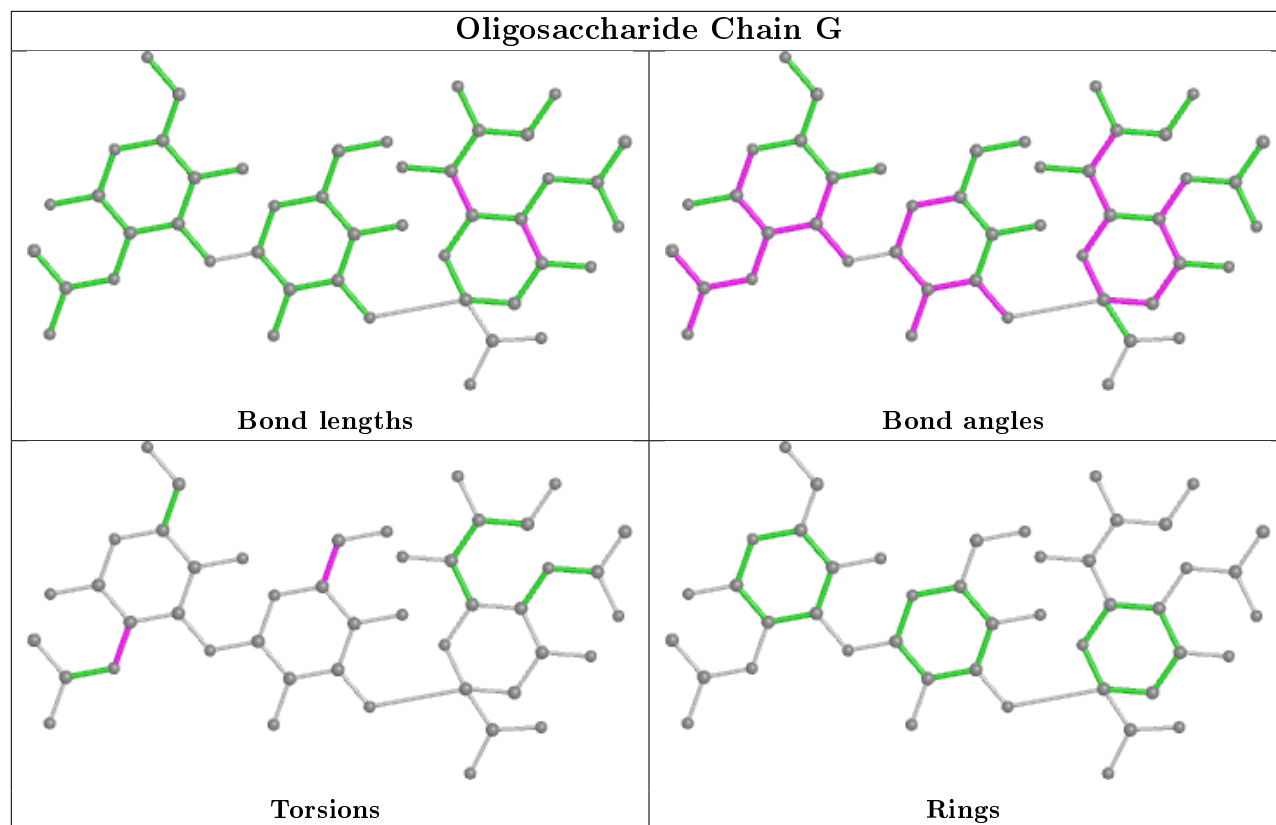 Oligosaccharide Chain G
Bond lengths
Bond angles
Torsions
Rings